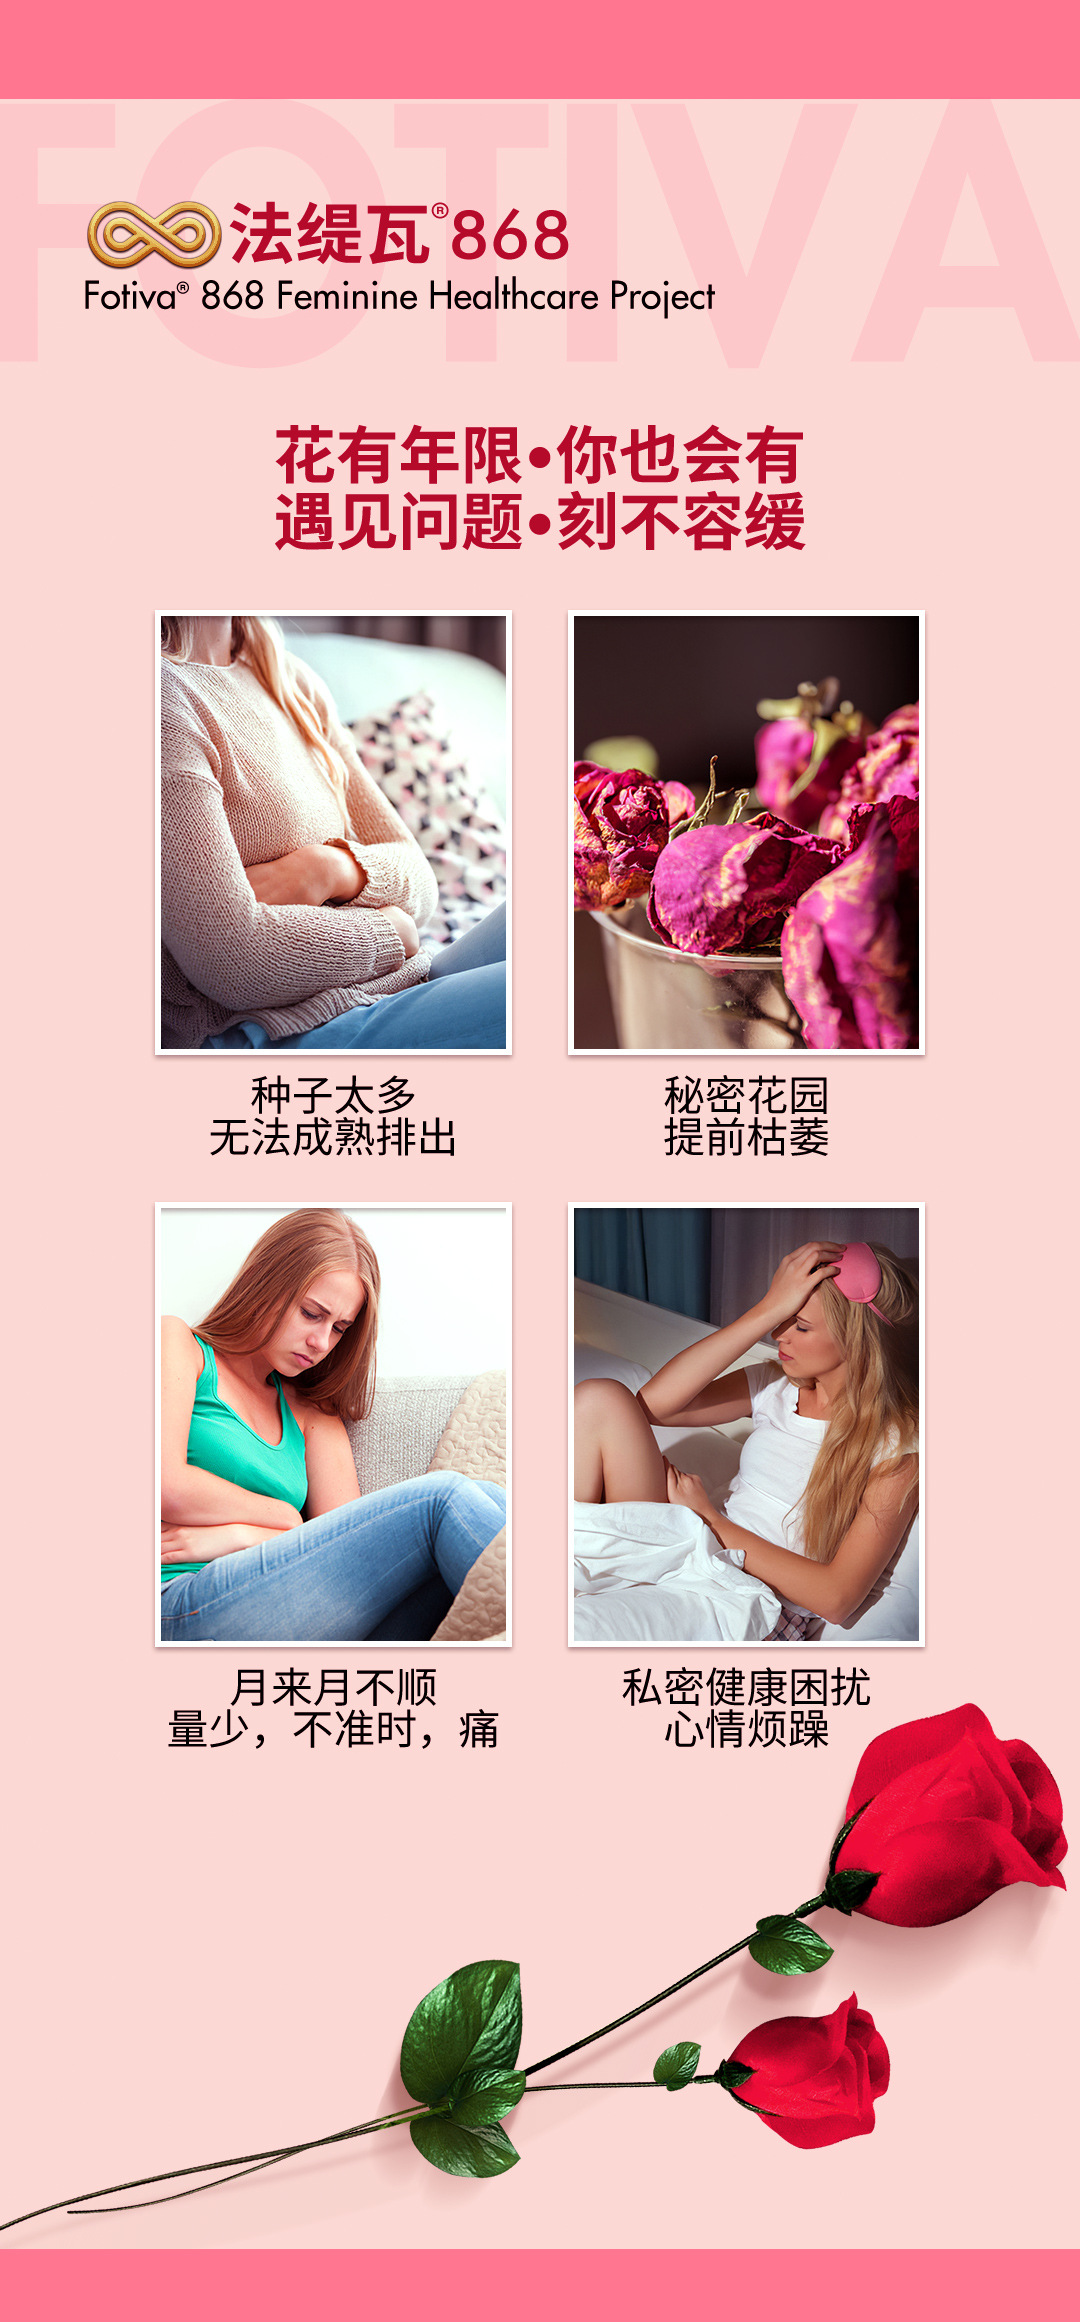 FOTIVA
法缇瓦®868
Fotiva® 868 Feminine Healthcare Project
花有年限•你也会有
遇见问题•刻不容缓
种子太多
无法成熟排出
秘密花园
提前枯萎
月来月不顺
量少，不准时，痛
私密健康困扰
心情烦躁